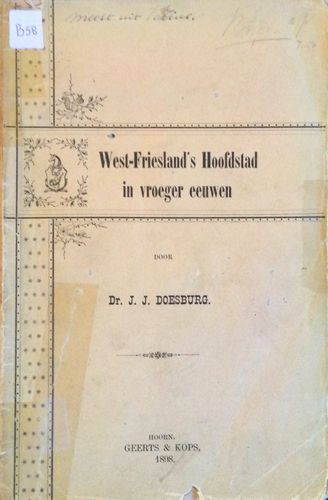 B58
West-Friesland's Hoofdstad
in vroeger eeuwen
DOOR
Dr. J. J. DOESBURG.
HOORN.
GEERTS & KOPS,
1898.